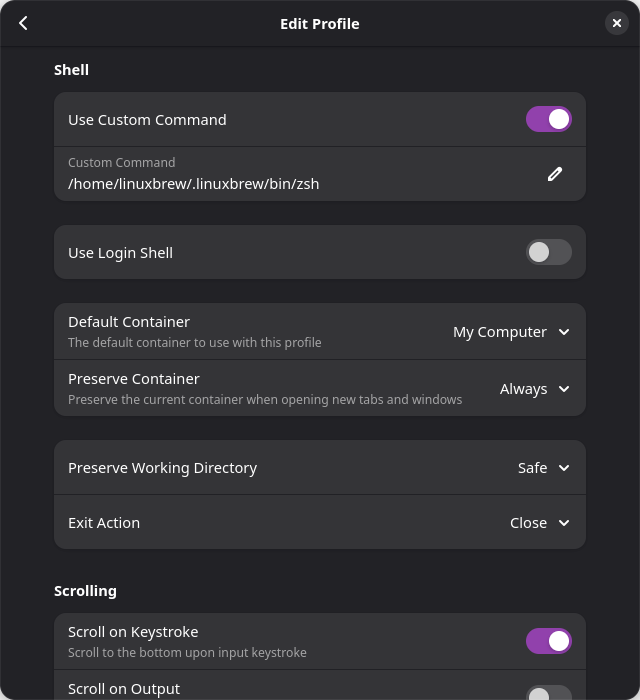 Edit Profile
Shell
Use Custom Command
Custom Command
/home/linuxbrew/.linuxbrew/bin/zsh
Use Login Shell
Default Container
The default container to use with this profile
My Computer
Preserve Container
Preserve the current container when opening new tabs and windows
Always
Preserve Working Directory
Safe
Exit Action
Close
Scrolling
Scroll on Keystroke
Scroll to the bottom upon input keystroke
Scroll on Output